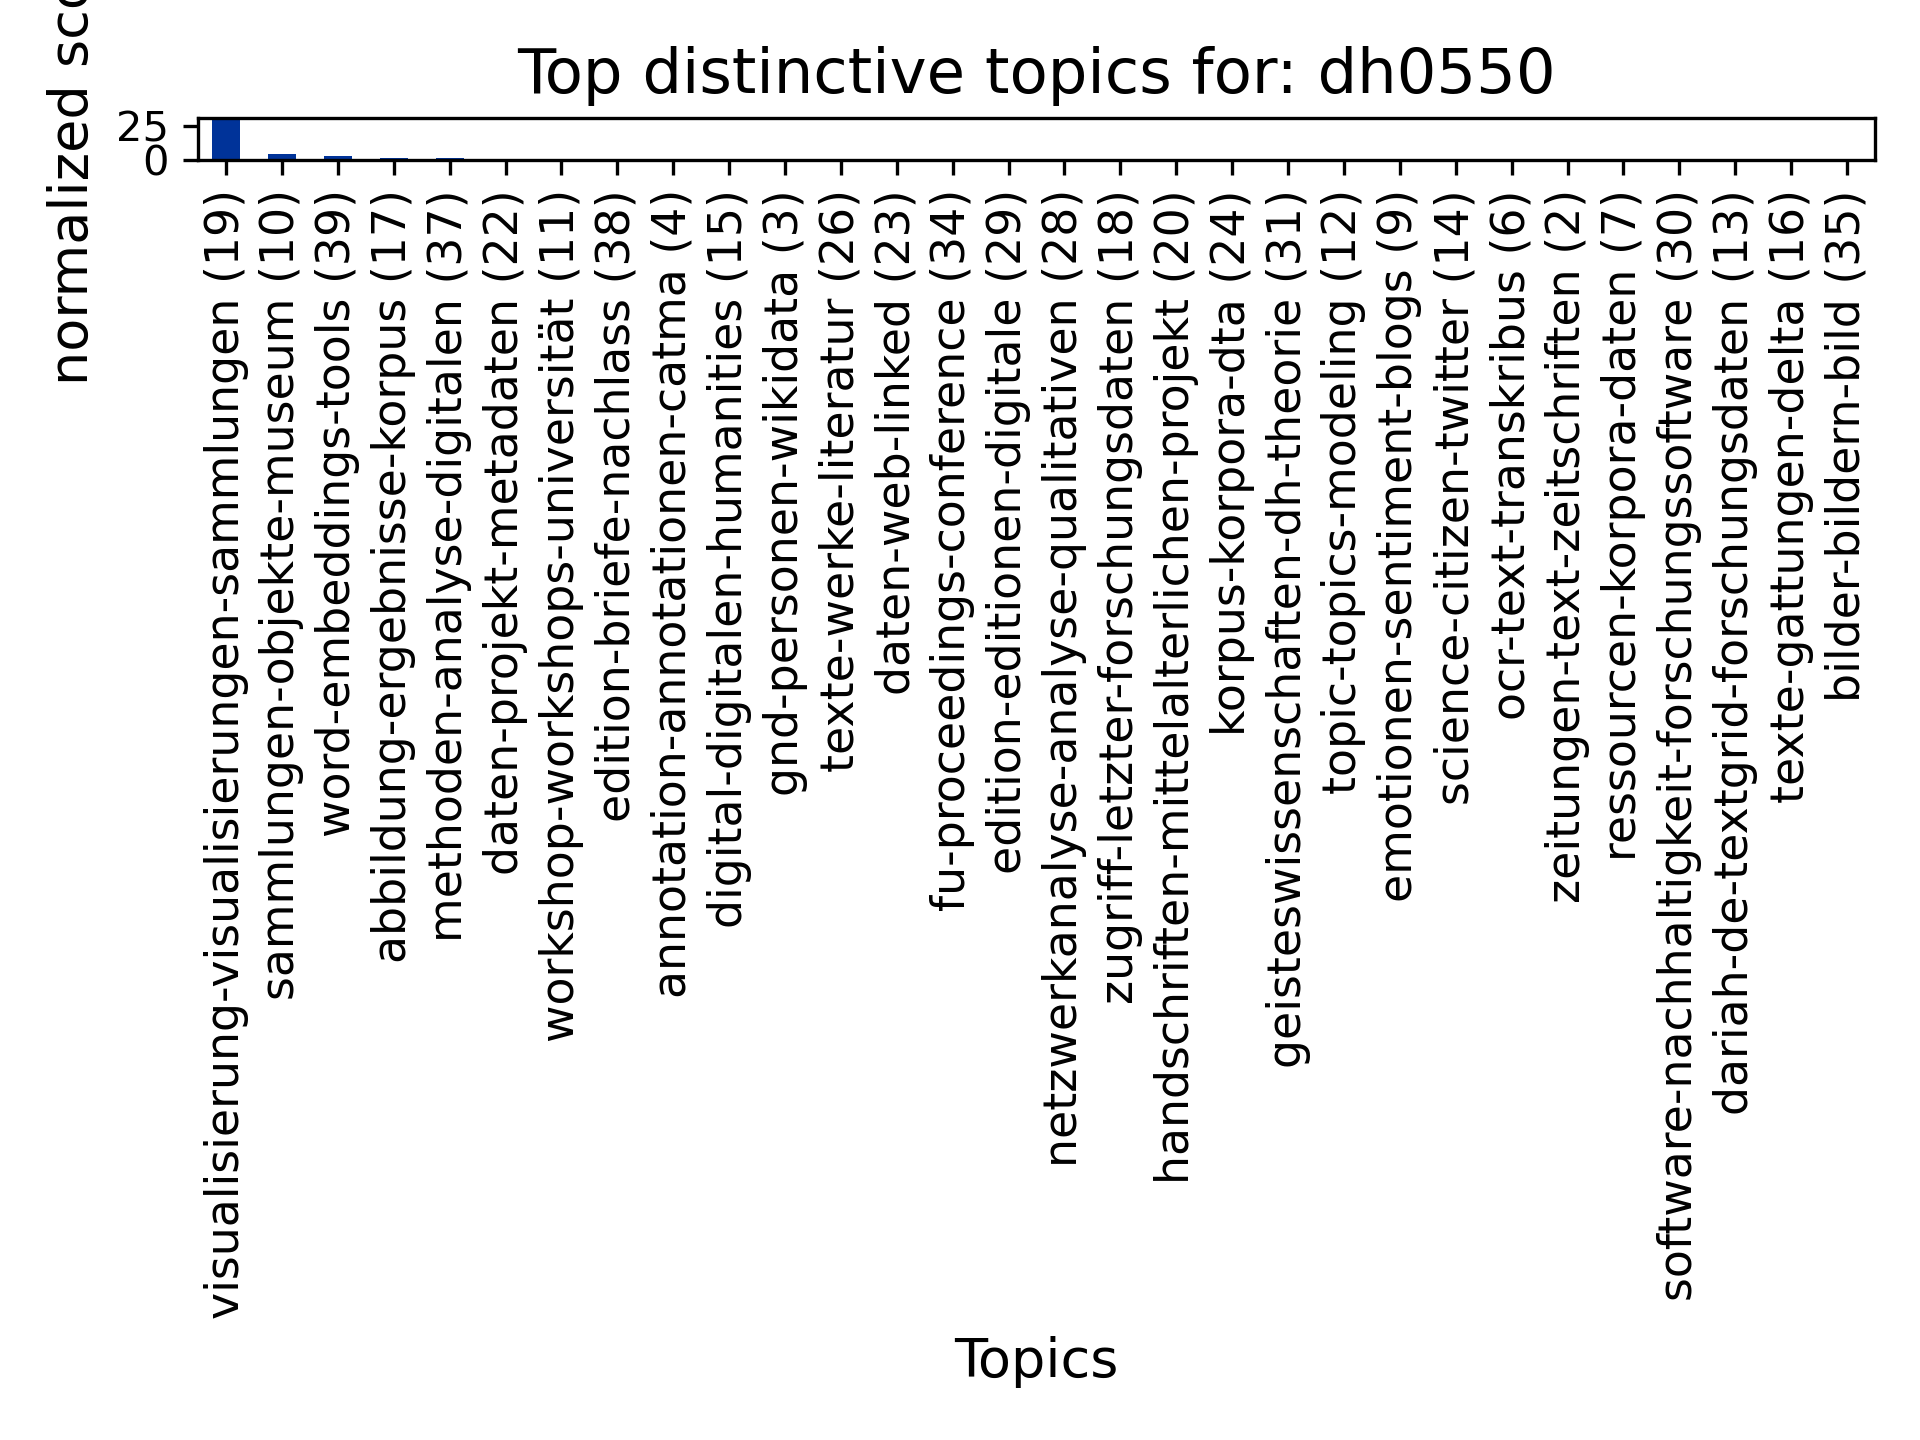 Top distinctive topics for: dh0550
normalized
25
0
visualisierung-visualisierungen-sammlungen (19)
sammlungen-objekte-museum (10)
word-embeddings-tools (39)
abbildung-ergebnisse-korpus (17)
methoden-analyse-digitalen (37)
daten-projekt-metadaten (22)
workshop-workshops-universität (11)
edition-briefe-nachlass (38)
annotation-annotationen-catma (4)
digital-digitalen-humanities (15)
gnd-personen-wikidata (3)
texte-werke-literatur (26)
daten-web-linked (23)
fu-proceedings-conference (34)
edition-editionen-digitale (29)
netzwerkanalyse-analyse-qualitativen (28)
zugriff-letzter-forschungsdaten (18)
handschriften-mittelalterlichen-projekt (20)
korpus-korpora-dta (24)
geisteswissenschaften-dh-theorie (31)
topic-topics-modeling (12)
emotionen-sentiment-blogs (9)
science-citizen-twitter (14)
ocr-text-transkribus (6)
zeitungen-text-zeitschriften (2)
ressourcen-korpora-daten (7)
software-nachhaltigkeit-forschungssoftware (30)
dariah-de-textgrid-forschungsdaten (13)
texte-gattungen-delta (16)
bilder-bildern-bild (35)
Topics